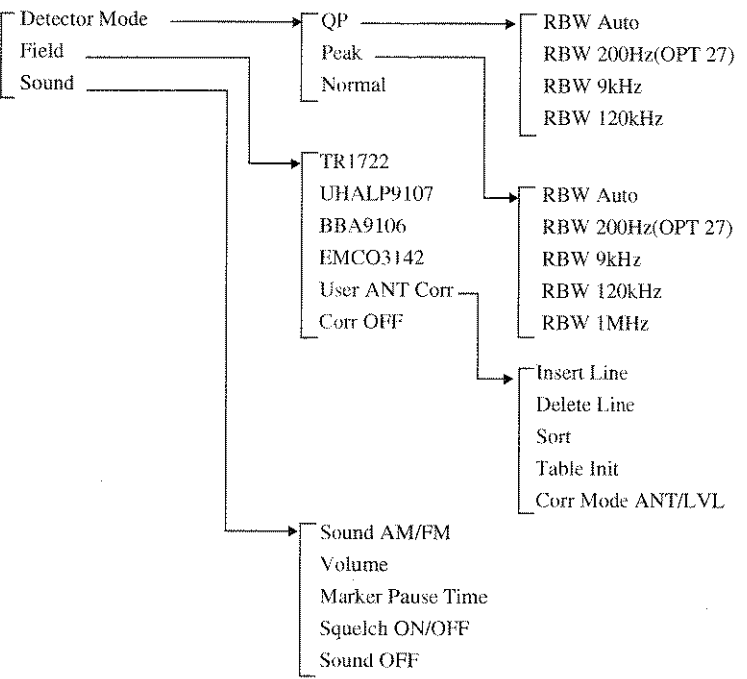 Detector Mode
Field
Sound
QP
Peak
Normal
RBW Auto
RBW 200Hz(OPT 27)
RBW 9kHz
RBW 120kHz
TR1722
UHALP9107
BBA9106
EMCO3142
User ANT Corr
Corr OFF
RBW Auto
RBW 200Hz(OPT 27)
RBW 9kHz
RBW 120kHz
RBW 1MHz
Insert Line
Delete Line
Sort
Table Init
Corr Mode ANT/LVL
Sound AM/FM
Volume
Marker Pause Time
Squelch ON/OFF
Sound OFF